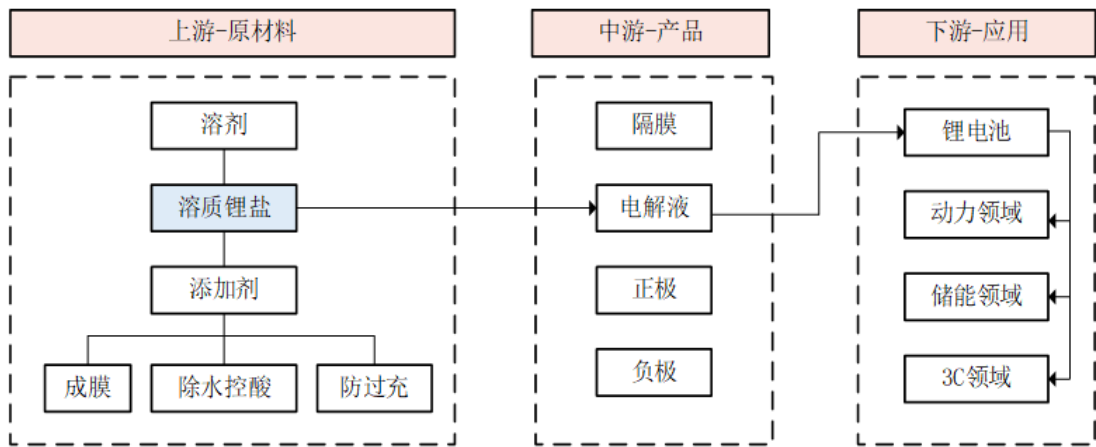 上游-原材料
中游-产品
下游-应用
溶剂
溶质锂盐
添加剂
成膜
除水控酸
防过充
隔膜
电解液
正极
负极
锂电池
动力领域
储能领域
3C领域